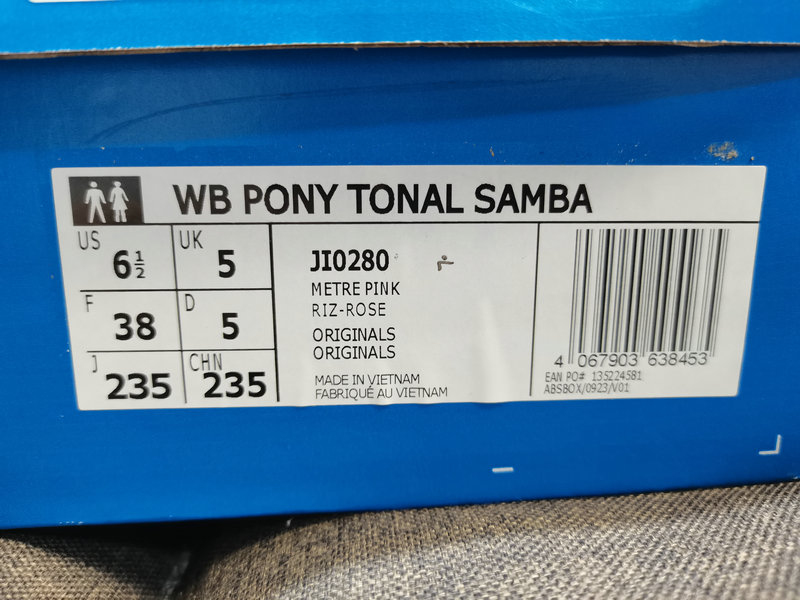 WB PONY TONAL SAMBA
US 6½
UK 5
F 38
D 5
J 235
CHN 235
JI0280
METRE PINK
RIZ-ROSE
ORIGINALS
ORIGINALS
MADE IN VIETNAM
FABRIQUÉ AU VIETNAM
4 067903 638453
EAN PO# 135224581
ABSBOX/0923/V01